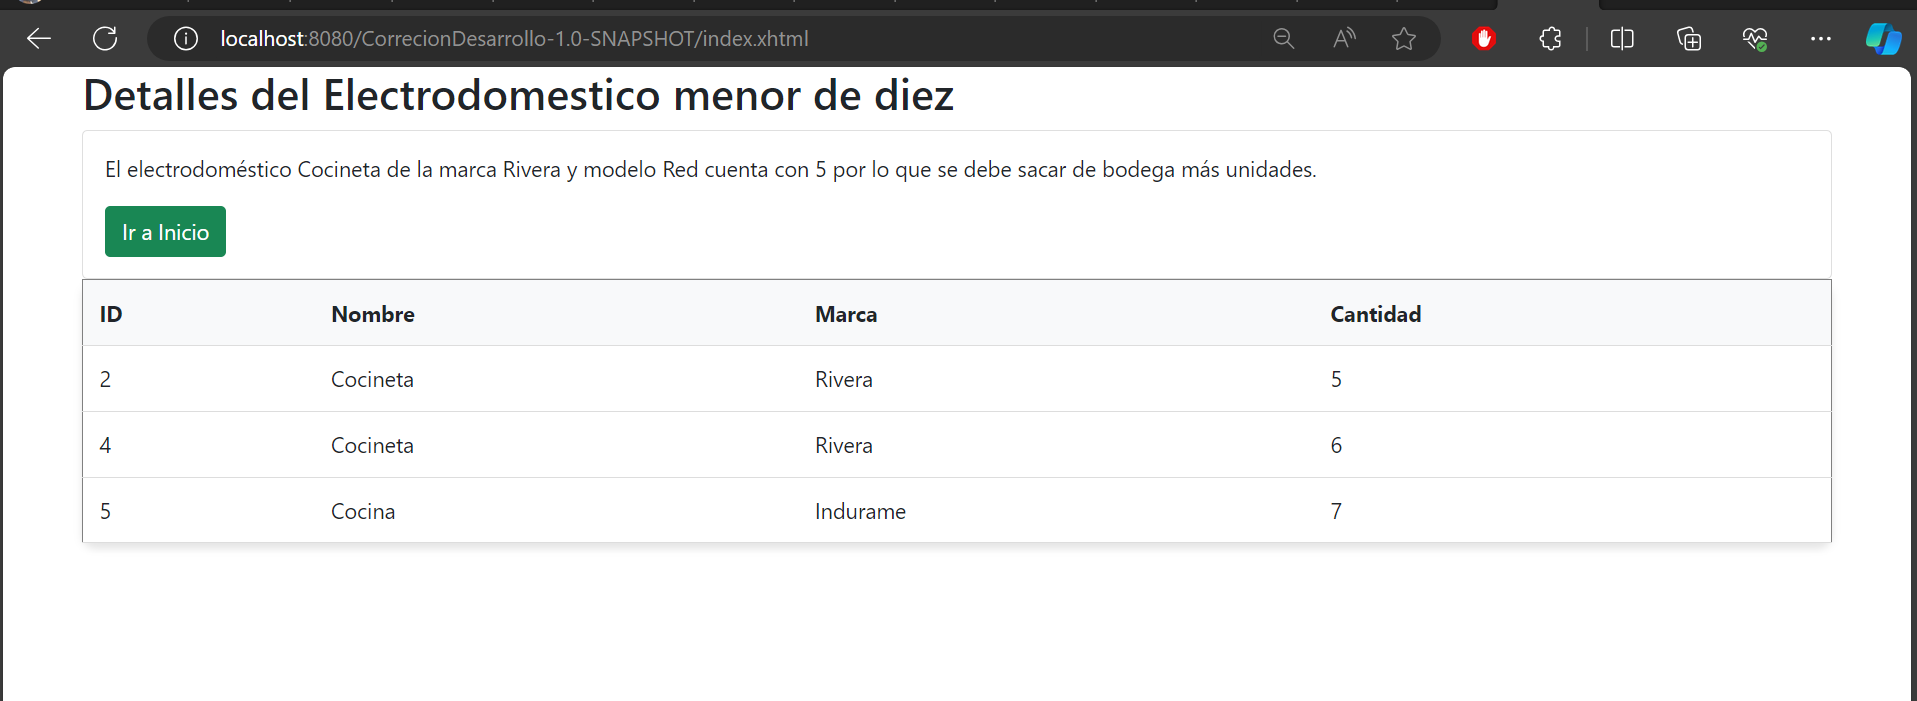 localhost:8080/CorrecionDesarrollo-1.0-SNAPSHOT/index.xhtml
Detalles del Electrodomestico menor de diez
El electrodoméstico Cocineta de la marca Rivera y modelo Red cuenta con 5 por lo que se debe sacar de bodega más unidades.
Ir a Inicio
ID Nombre Marca Cantidad
2 Cocineta Rivera 5
4 Cocineta Rivera 6
5 Cocina Indurame 7